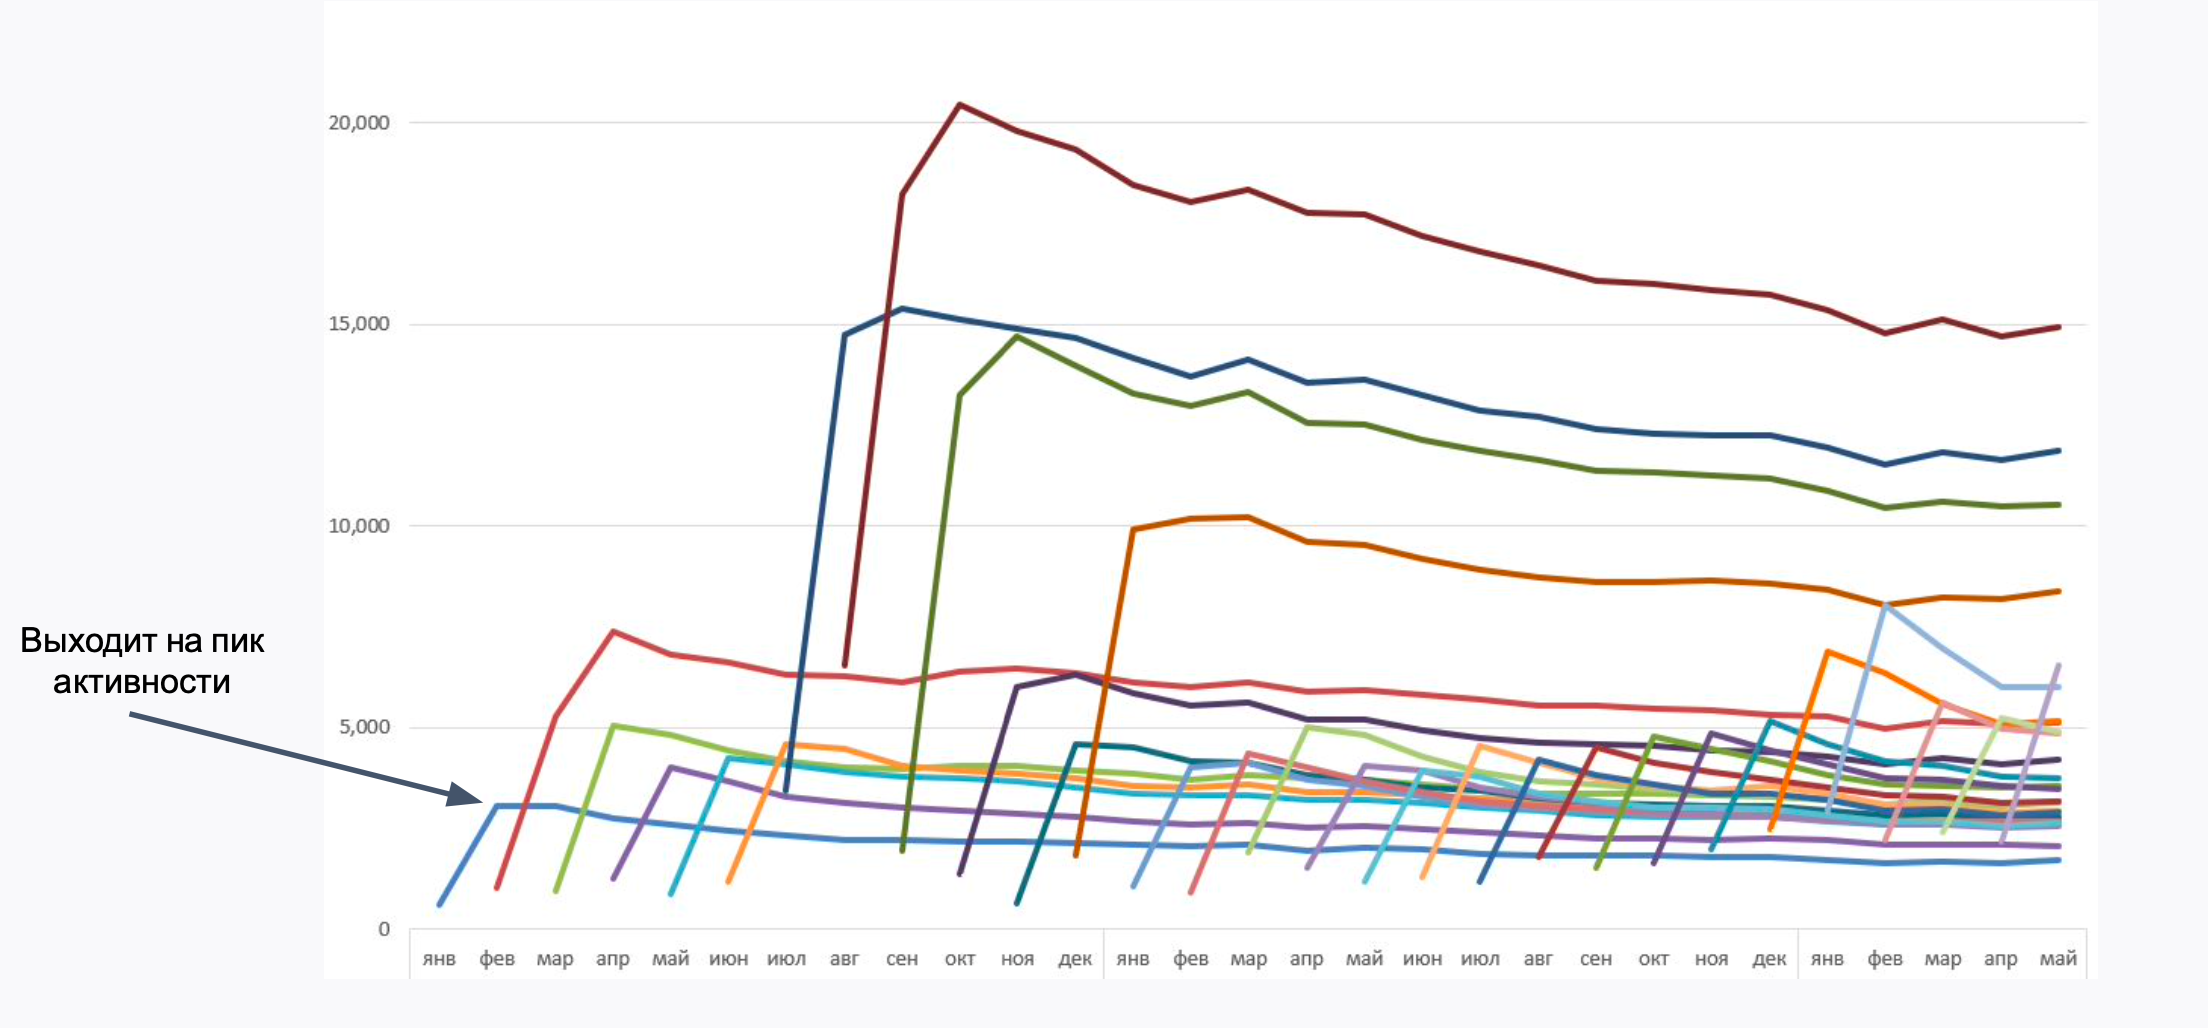 20,000
15,000
10,000
5,000
0
Выходит на пик
активности
янв фев мар апр май июн июл авг сен окт ноя дек янв фев мар апр май июн июл авг сен окт ноя дек янв фев мар апр май